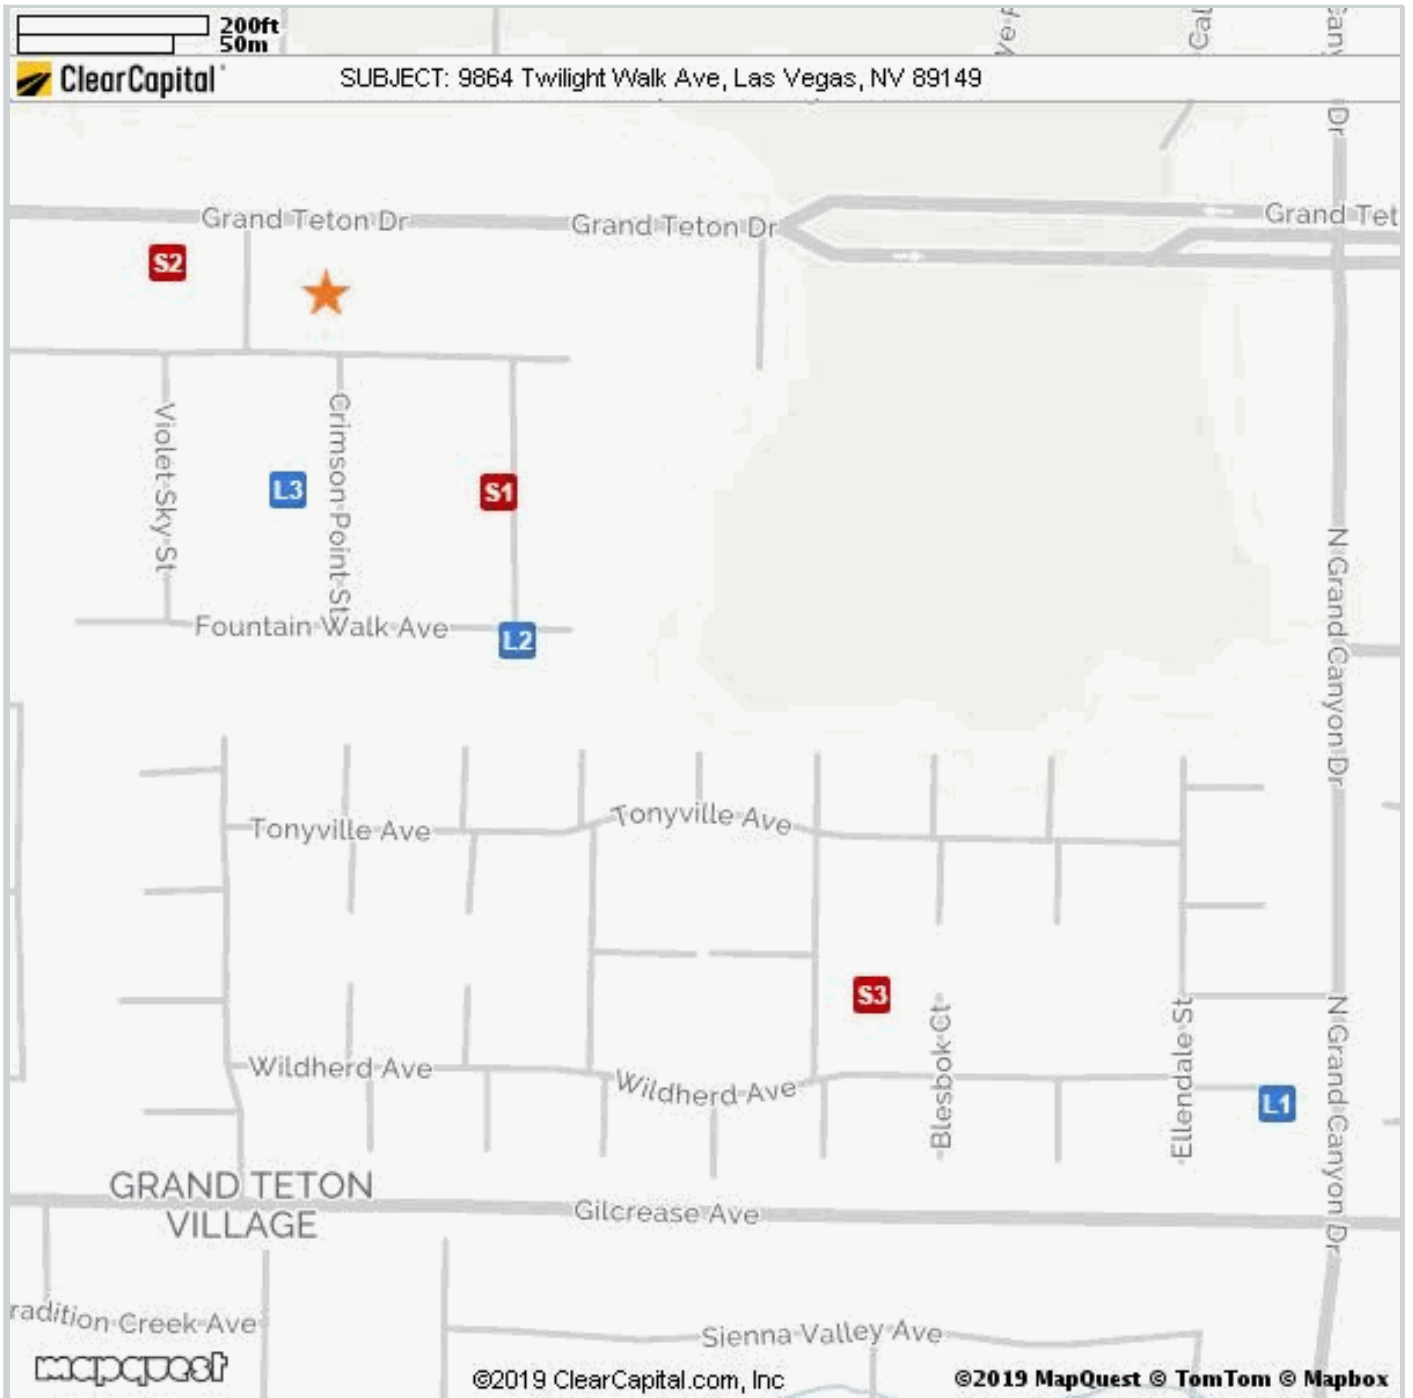 200ft
50m
ClearCapital
SUBJECT: 9864 Twilight Walk Ave, Las Vegas, NV 89149
Dr
Grand Teton Dr
Grand Teton Dr
Grand Tet
S2
Violet Sky St
Crimson Point St
L3
S1
Fountain Walk Ave
L2
N Grand Canyon Dr
Tonyville Ave
Tonyville Ave
S3
Blesbok Ct
Ellendale St
N Grand Canyon Dr
Wildherd Ave
Wildherd Ave
L1
GRAND TETON
VILLAGE
Gilcrease Ave
radition Creek Ave
Sienna Valley Ave
mapquest
©2019 ClearCapital.com, Inc
©2019 MapQuest © TomTom © Mapbox